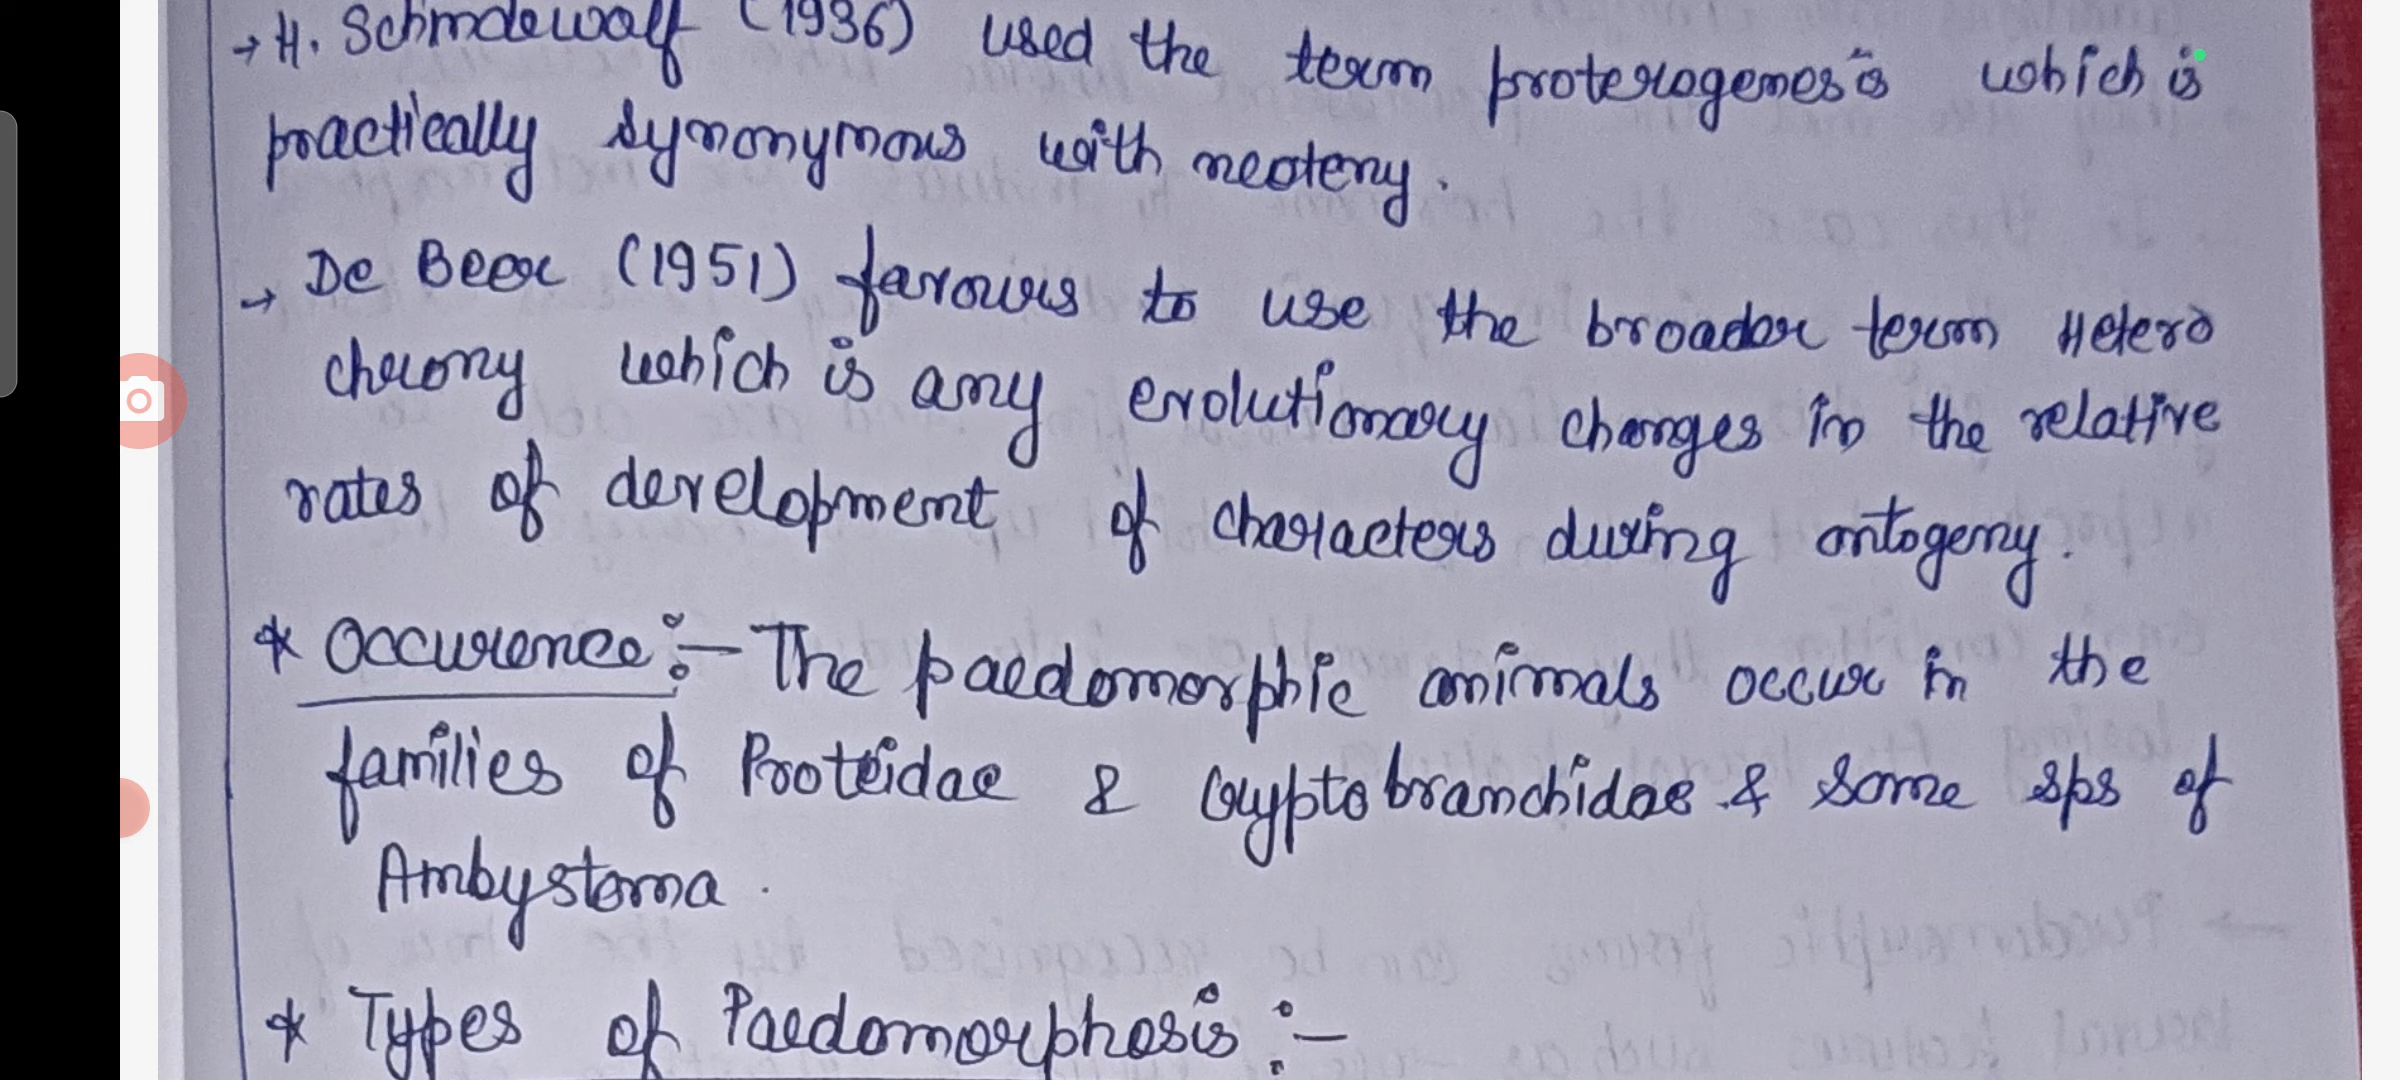 → H. Schmdewolf (1936) used the term proterogenesis which is
practically synonymous with neoteny.
→ De Beer (1951) favours to use the broader term Hetero
chrony which is any evolutionary changes in the relative
rates of development of characters during ontogeny.
* Occurence :- The paedomorphic animals occur in the
families of Proteidae & Cryptobranchidae & some sps of
Ambystoma.
* Types of Paedomorphosis :-